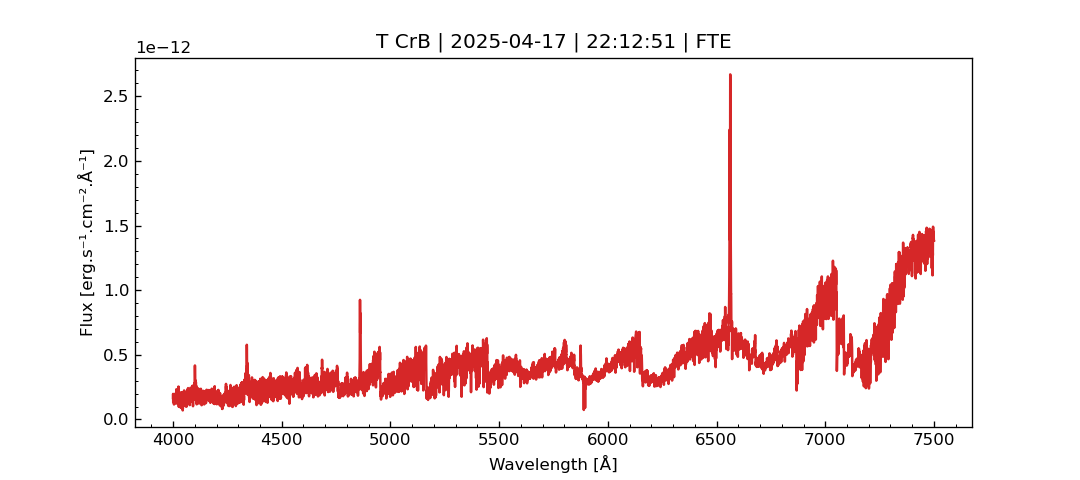 T CrB | 2025-04-17 | 22:12:51 | FTE
1e−12
2.5
2.0
1.5
1.0
0.5
0.0
Flux [erg.s⁻¹.cm⁻².Å⁻¹]
4000 4500 5000 5500 6000 6500 7000 7500
Wavelength [Å]